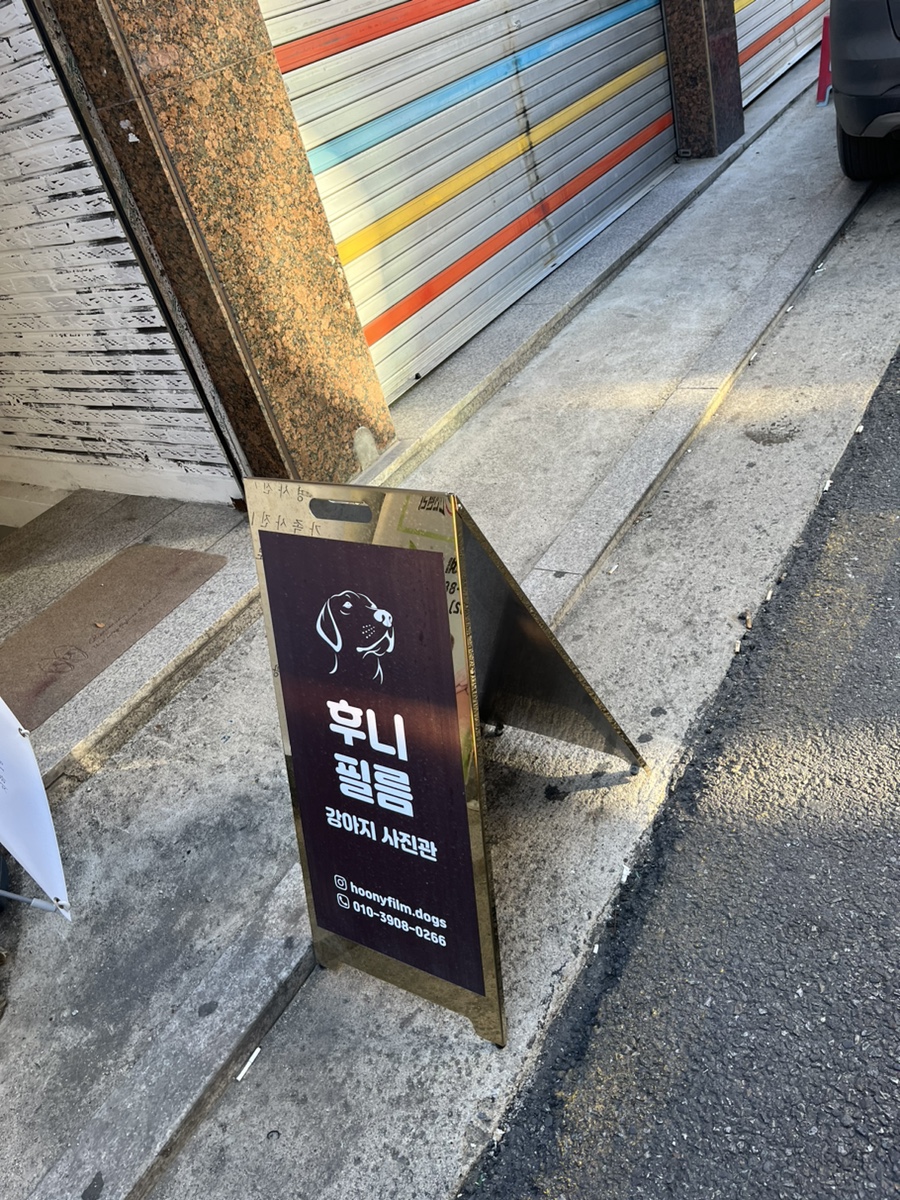 후니
필름
강아지 사진관
hoonyfilm.dogs
010-3908-0266